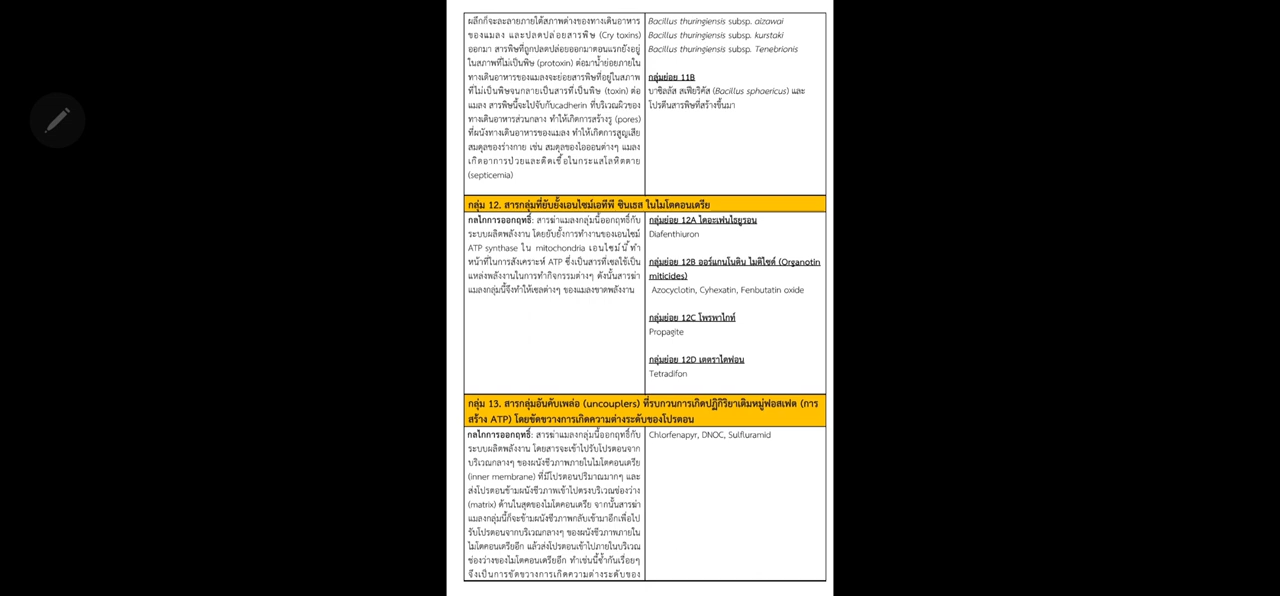 ผลึกก็จะละลายภายใต้สภาพด่างของทางเดินอาหาร
ของแมลง และปลดปล่อยสารพิษ (Cry toxins)
ออกมา สารพิษที่ถูกปลดปล่อยออกมาตอนแรกยังอยู่
ในสภาพที่ไม่เป็นพิษ (protoxin) ต่อมาน้ำย่อยภายใน
ทางเดินอาหารของแมลงจะย่อยสารพิษที่อยู่ในสภาพ
ที่ไม่เป็นพิษจนกลายเป็นสารที่เป็นพิษ (toxin) ต่อ
แมลง สารพิษนี้จะไปจับกับcadherin ที่บริเวณผิวของ
ทางเดินอาหารส่วนกลาง ทำให้เกิดการสร้างรู (pores)
ที่ผนังทางเดินอาหารของแมลง ทำให้เกิดการสูญเสีย
สมดุลของร่างกาย เช่น สมดุลของไอออนต่างๆ แมลง
เกิดอาการป่วยและติดเชื้อในกระแสโลหิตตาย
(septicemia)
Bacillus thuringiensis subsp. aizawai
Bacillus thuringiensis subsp. kurstaki
Bacillus thuringiensis subsp. Tenebrionis
กลุ่มย่อย 11B
บาซิลลัส สเฟียริคัส (Bacillus sphaericus) และ
โปรตีนสารพิษที่สร้างขึ้นมา
กลุ่ม 12. สารกลุ่มที่ยับยั้งเอนไซม์เอทีพี ซินเธส ในไมโตคอนเดรีย
กลไกการออกฤทธิ์: สารฆ่าแมลงกลุ่มนี้ออกฤทธิ์กับ
ระบบผลิตพลังงาน โดยยับยั้งการทำงานของเอนไซม์
ATP synthase ใน mitochondria เอนไซม์นี้ทำ
หน้าที่ในการสังเคราะห์ ATP ซึ่งเป็นสารที่เซลใช้เป็น
แหล่งพลังงานในการทำกิจกรรมต่างๆ ดังนั้นสารฆ่า
แมลงกลุ่มนี้จึงทำให้เซลต่างๆ ของแมลงขาดพลังงาน
กลุ่มย่อย 12A ไดอะเฟนไธยูรอน
Diafenthiuron
กลุ่มย่อย 12B ออร์แกนโนติน ไมติไซด์ (Organotin
miticides)
Azocyclotin, Cyhexatin, Fenbutatin oxide
กลุ่มย่อย 12C โพรพาไกท์
Propagite
กลุ่มย่อย 12D เตตราไดฟอน
Tetradifon
กลุ่ม 13. สารกลุ่มอันคับเพล่อ (uncouplers) ที่รบกวนการเกิดปฏิกิริยาเติมหมู่ฟอสเฟต (การ
สร้าง ATP) โดยขัดขวางการเกิดความต่างระดับของโปรตอน
กลไกการออกฤทธิ์: สารฆ่าแมลงกลุ่มนี้ออกฤทธิ์กับ
ระบบผลิตพลังงาน โดยสารจะเข้าไปรับโปรตอนจาก
บริเวณกลางๆ ของผนังชีวภาพภายในไมโตคอนเดรีย
(inner membrane) ที่มีโปรตอนปริมาณมากๆ และ
ส่งโปรตอนข้ามผนังชีวภาพเข้าไปตรงบริเวณช่องว่าง
(matrix) ด้านในสุดของไมโตคอนเดรีย จากนั้นสารฆ่า
แมลงกลุ่มนี้ก็จะข้ามผนังชีวภาพกลับเข้ามาอีกเพื่อไป
รับโปรตอนจากบริเวณกลางๆ ของผนังชีวภาพภายใน
ไมโตคอนเดรียอีก แล้วส่งโปรตอนเข้าไปภายในบริเวณ
ช่องว่างของไมโตคอนเดรียอีก ทำเช่นนี้ซ้ำกันเรื่อยๆ
จึงเป็นการขัดขวางการเกิดความต่างระดับของ
Chlorfenapyr, DNOC, Sulfluramid